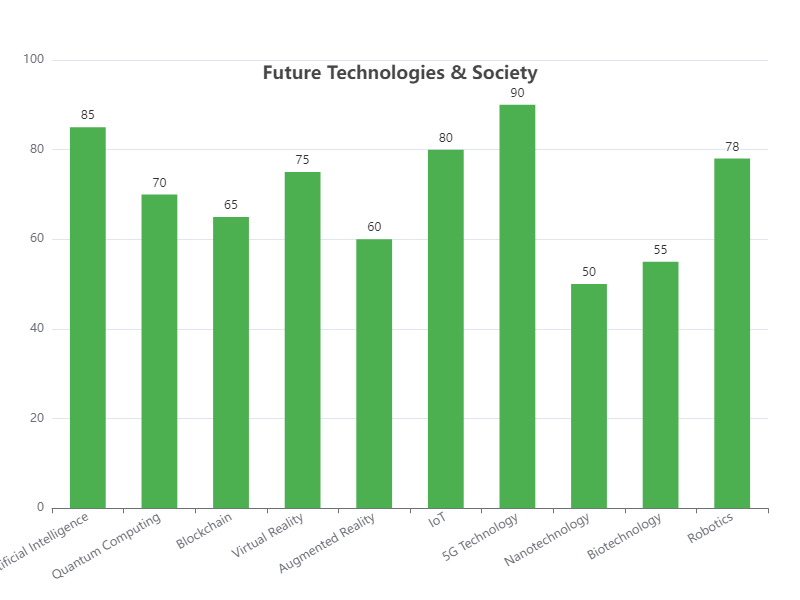 Future Technologies & Society
100
80
60
40
20
0
85
70
65
75
60
80
90
50
55
78
Intelligence
Quantum Computing
Blockchain
Virtual Reality
Augmented Reality
IoT
5G Technology
Nanotechnology
Biotechnology
Robotics